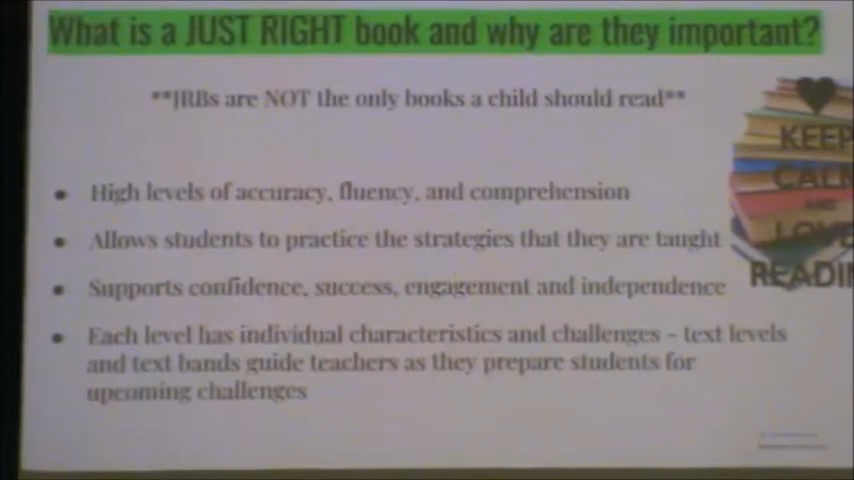 What is a JUST RIGHT book and why are they important?
**JRBs are NOT the only books a child should read**
● High levels of accuracy, fluency, and comprehension
● Allows students to practice the strategies that they are taught
● Supports confidence, success, engagement and independence
● Each level has individual characteristics and challenges – text levels
and text bands guide teachers as they prepare students for
upcoming challenges
KEEP
CALM
AND
LOVE
READIN